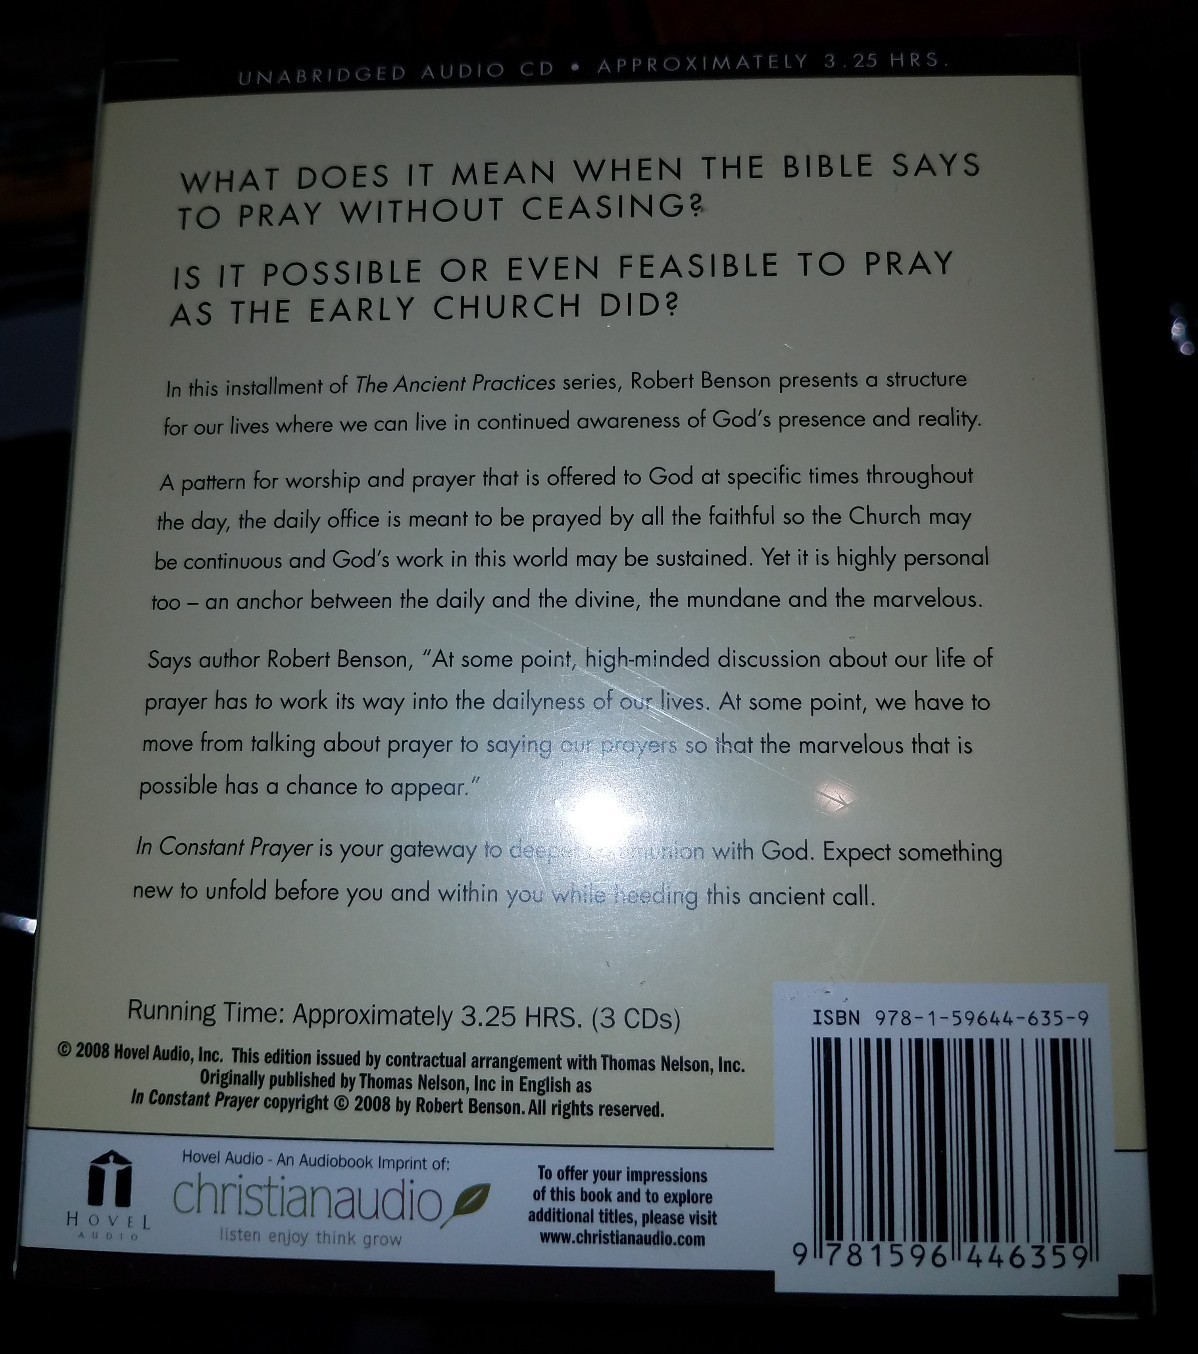 UNABRIDGED AUDIO CD • APPROXIMATELY 3.25 HRS.
WHAT DOES IT MEAN WHEN THE BIBLE SAYS
TO PRAY WITHOUT CEASING?
IS IT POSSIBLE OR EVEN FEASIBLE TO PRAY
AS THE EARLY CHURCH DID?
In this installment of The Ancient Practices series, Robert Benson presents a structure
for our lives where we can live in continued awareness of God's presence and reality.
A pattern for worship and prayer that is offered to God at specific times throughout
the day, the daily office is meant to be prayed by all the faithful so the Church may
be continuous and God's work in this world may be sustained. Yet it is highly personal
too – an anchor between the daily and the divine, the mundane and the marvelous.
Says author Robert Benson, "At some point, high-minded discussion about our life of
prayer has to work its way into the dailyness of our lives. At some point, we have to
move from talking about prayer to saying our prayers so that the marvelous that is
possible has a chance to appear."
In Constant Prayer is your gateway to with God. Expect something
new to unfold before you and within you while heeding this ancient call.
Running Time: Approximately 3.25 HRS. (3 CDs)
© 2008 Hovel Audio, Inc. This edition issued by contractual arrangement with Thomas Nelson, Inc.
Originally published by Thomas Nelson, Inc in English as
In Constant Prayer copyright © 2008 by Robert Benson. All rights reserved.
HOVEL
AUDIO
Hovel Audio - An Audiobook Imprint of:
christianaudio
listen enjoy think grow
To offer your impressions
of this book and to explore
additional titles, please visit
www.christianaudio.com
ISBN 978-1-59644-635-9
9 781596 446359